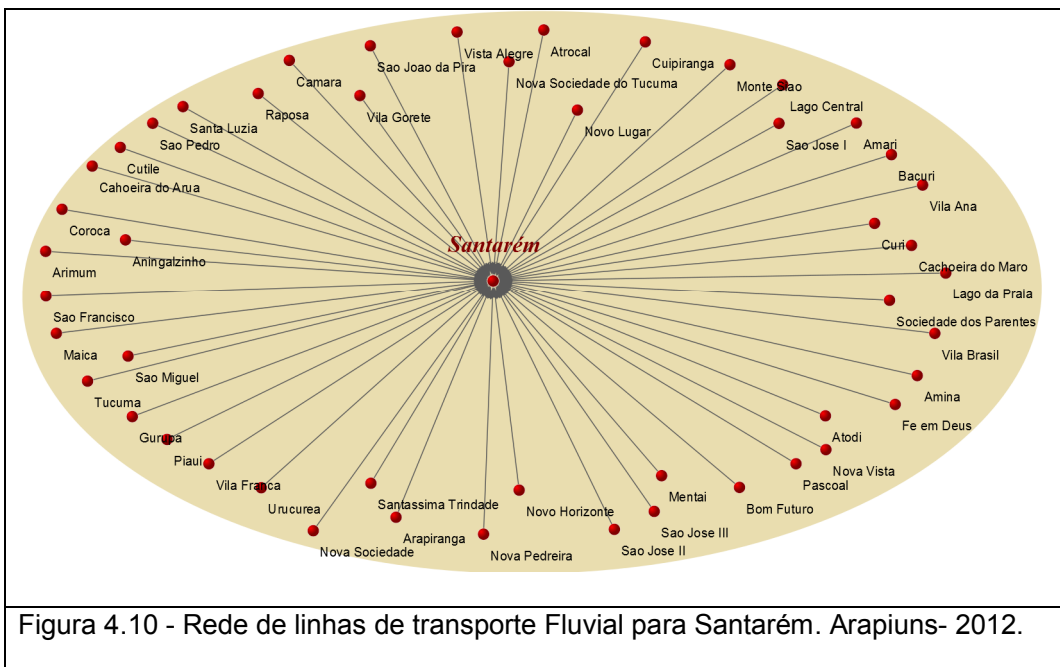 Vista Alegre
Atrocal
Cuipiranga
Sao Joao da Pira
Nova Sociedade do Tucuma
Camara
Monte Siao
Lago Central
Raposa
Vila Gorete
Novo Lugar
Santa Luzia
Sao Jose I
Amari
Sao Pedro
Cutile
Bacuri
Cahoeira do Arua
Vila Ana
Coroca
Santarém
Curi
Aningalzinho
Arimum
Cachoeira do Maro
Lago da Praia
Sao Francisco
Sociedade dos Parentes
Maica
Vila Brasil
Sao Miguel
Tucuma
Amina
Gurupa
Fe em Deus
Atodi
Piaui
Nova Vista
Vila Franca
Pascoal
Urucurea
Santassima Trindade
Novo Horizonte
Mentai
Bom Futuro
Nova Sociedade
Arapiranga
Nova Pedreira
Sao Jose II
Sao Jose III
Figura 4.10 - Rede de linhas de transporte Fluvial para Santarém. Arapiuns- 2012.